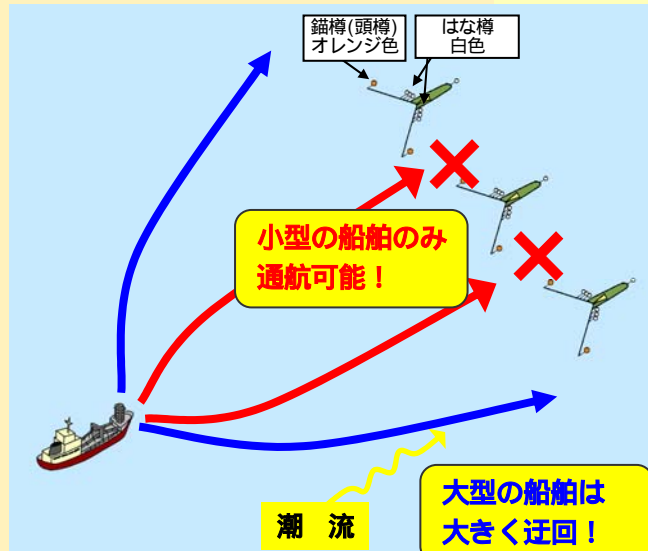 錨樽(頭樽)
オレンジ色
はな樽
白色
小型の船舶のみ
通航可能！
潮 流
大型の船舶は
大きく迂回！